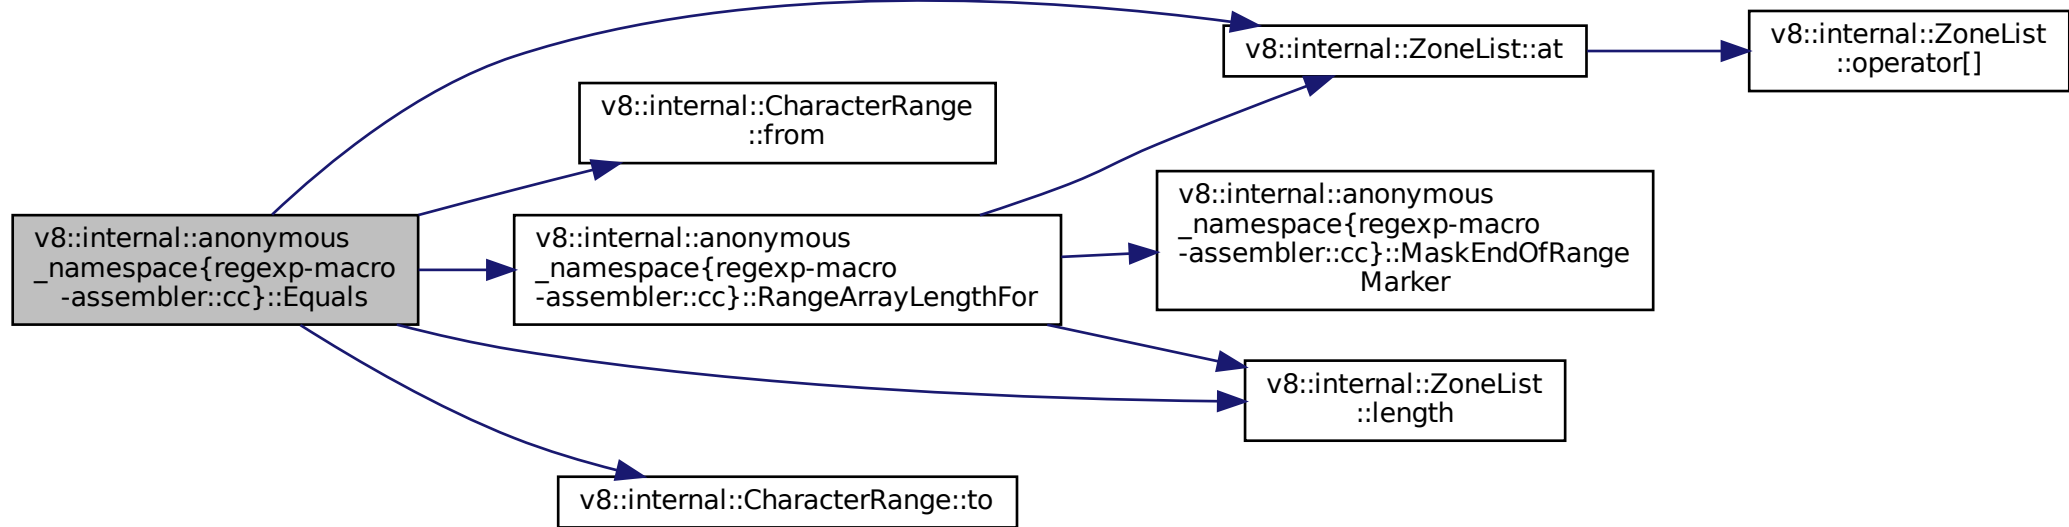 v8::internal::anonymous
_namespace{regexp-macro
-assembler::cc}::Equals
v8::internal::CharacterRange
::from
v8::internal::anonymous
_namespace{regexp-macro
-assembler::cc}::RangeArrayLengthFor
v8::internal::CharacterRange::to
v8::internal::ZoneList::at
v8::internal::anonymous
_namespace{regexp-macro
-assembler::cc}::MaskEndOfRange
Marker
v8::internal::ZoneList
::length
v8::internal::ZoneList
::operator[]